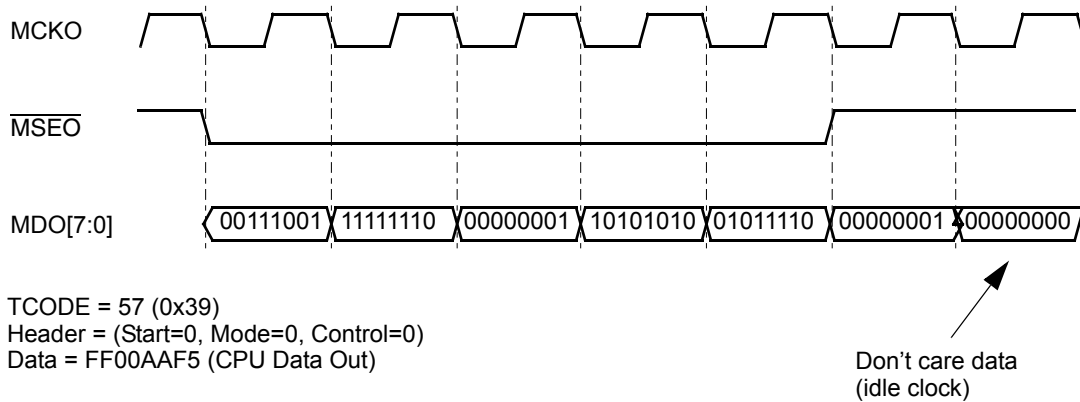 MCKO
MSEO
MDO[7:0]
00111001 11111110 00000001 10101010 01011110 00000001 00000000
TCODE = 57 (0x39)
Header = (Start=0, Mode=0, Control=0)
Data = FF00AAF5 (CPU Data Out)
Don't care data
(idle clock)